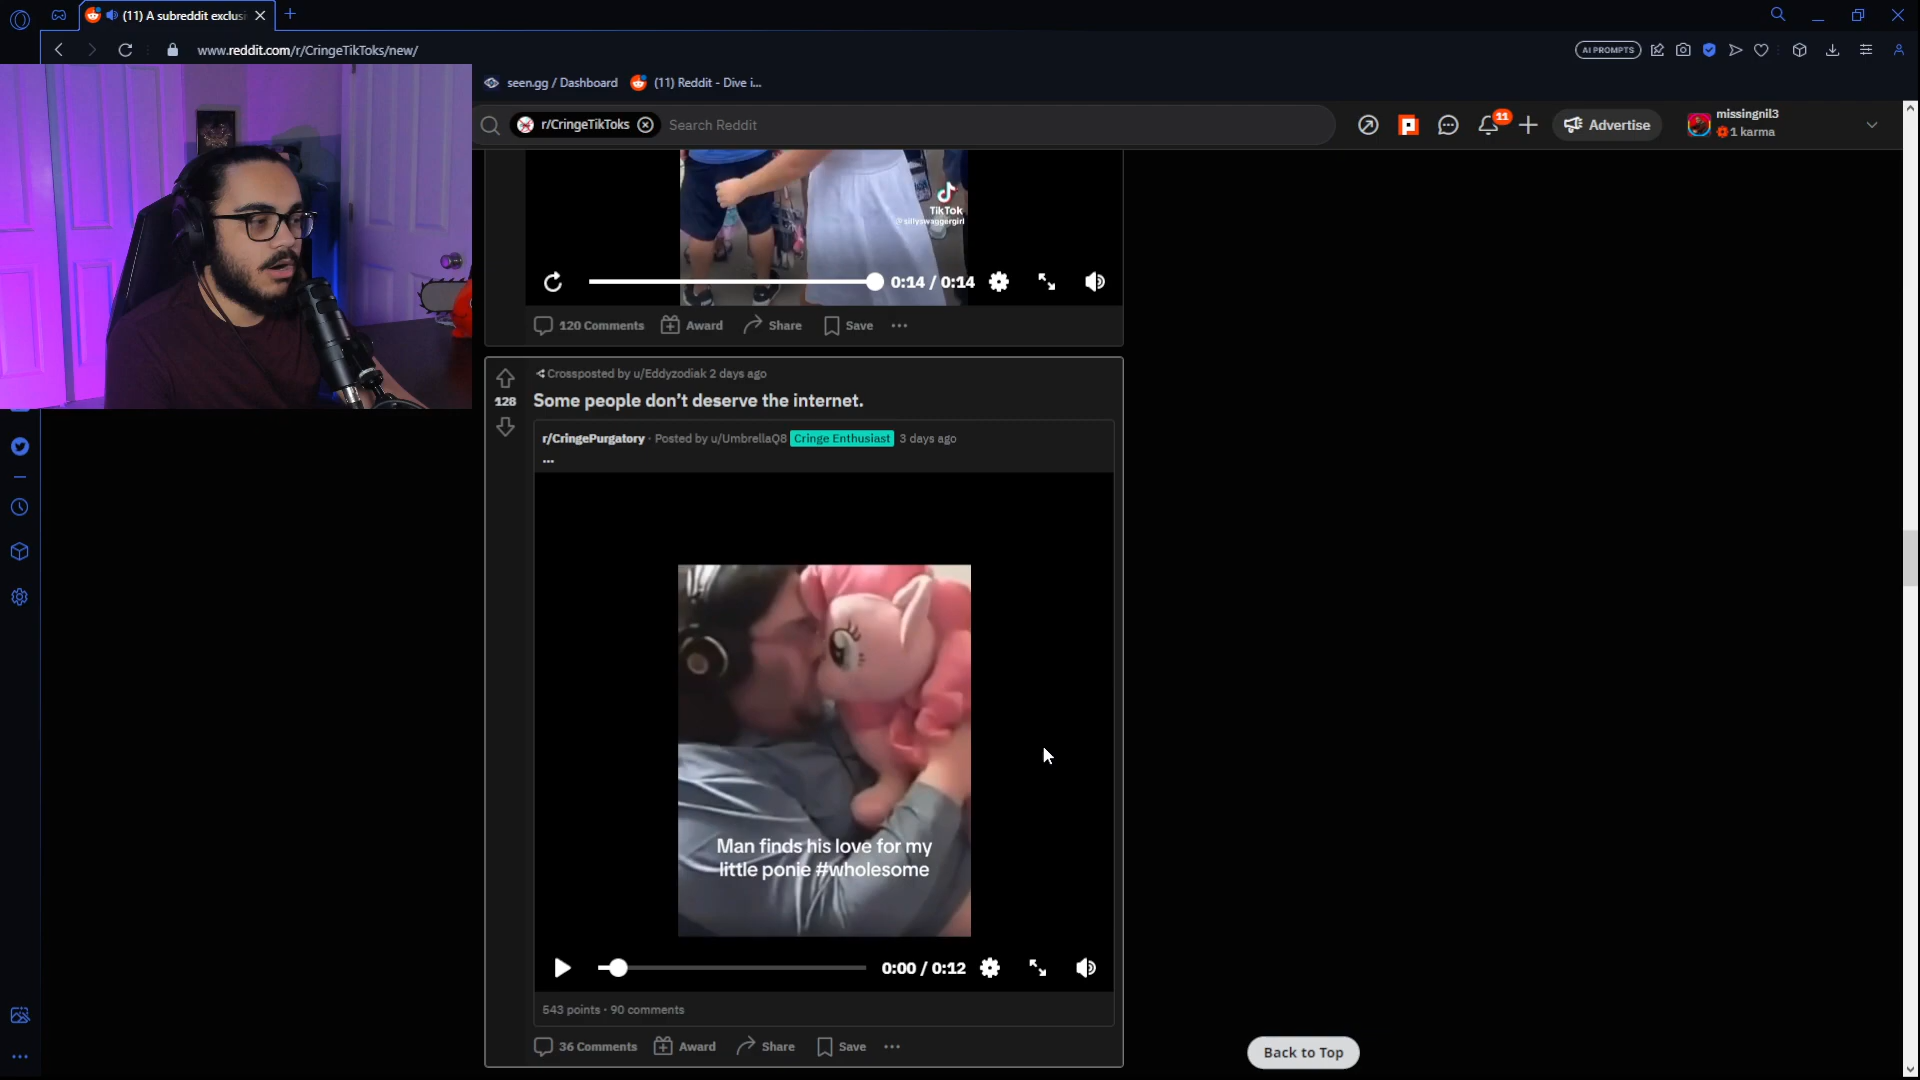 (11) A subreddit exclusi
www.reddit.com/r/CringeTikToks/new/
AI PROMPTS
seen.gg / Dashboard
(11) Reddit - Dive i...
r/CringeTikToks
Search Reddit
11
Advertise
missingnil3
1 karma
TikTok
@sillyswaggergirl
0:14 / 0:14
120 Comments
Award
Share
Save
Crossposted by u/Eddyzodiak 2 days ago
128
Some people don't deserve the internet.
r/CringePurgatory · Posted by u/UmbrellaQ8 Cringe Enthusiast 3 days ago
...
Man finds his love for my
little ponie #wholesome
0:00 / 0:12
543 points · 90 comments
36 Comments
Award
Share
Save
Back to Top